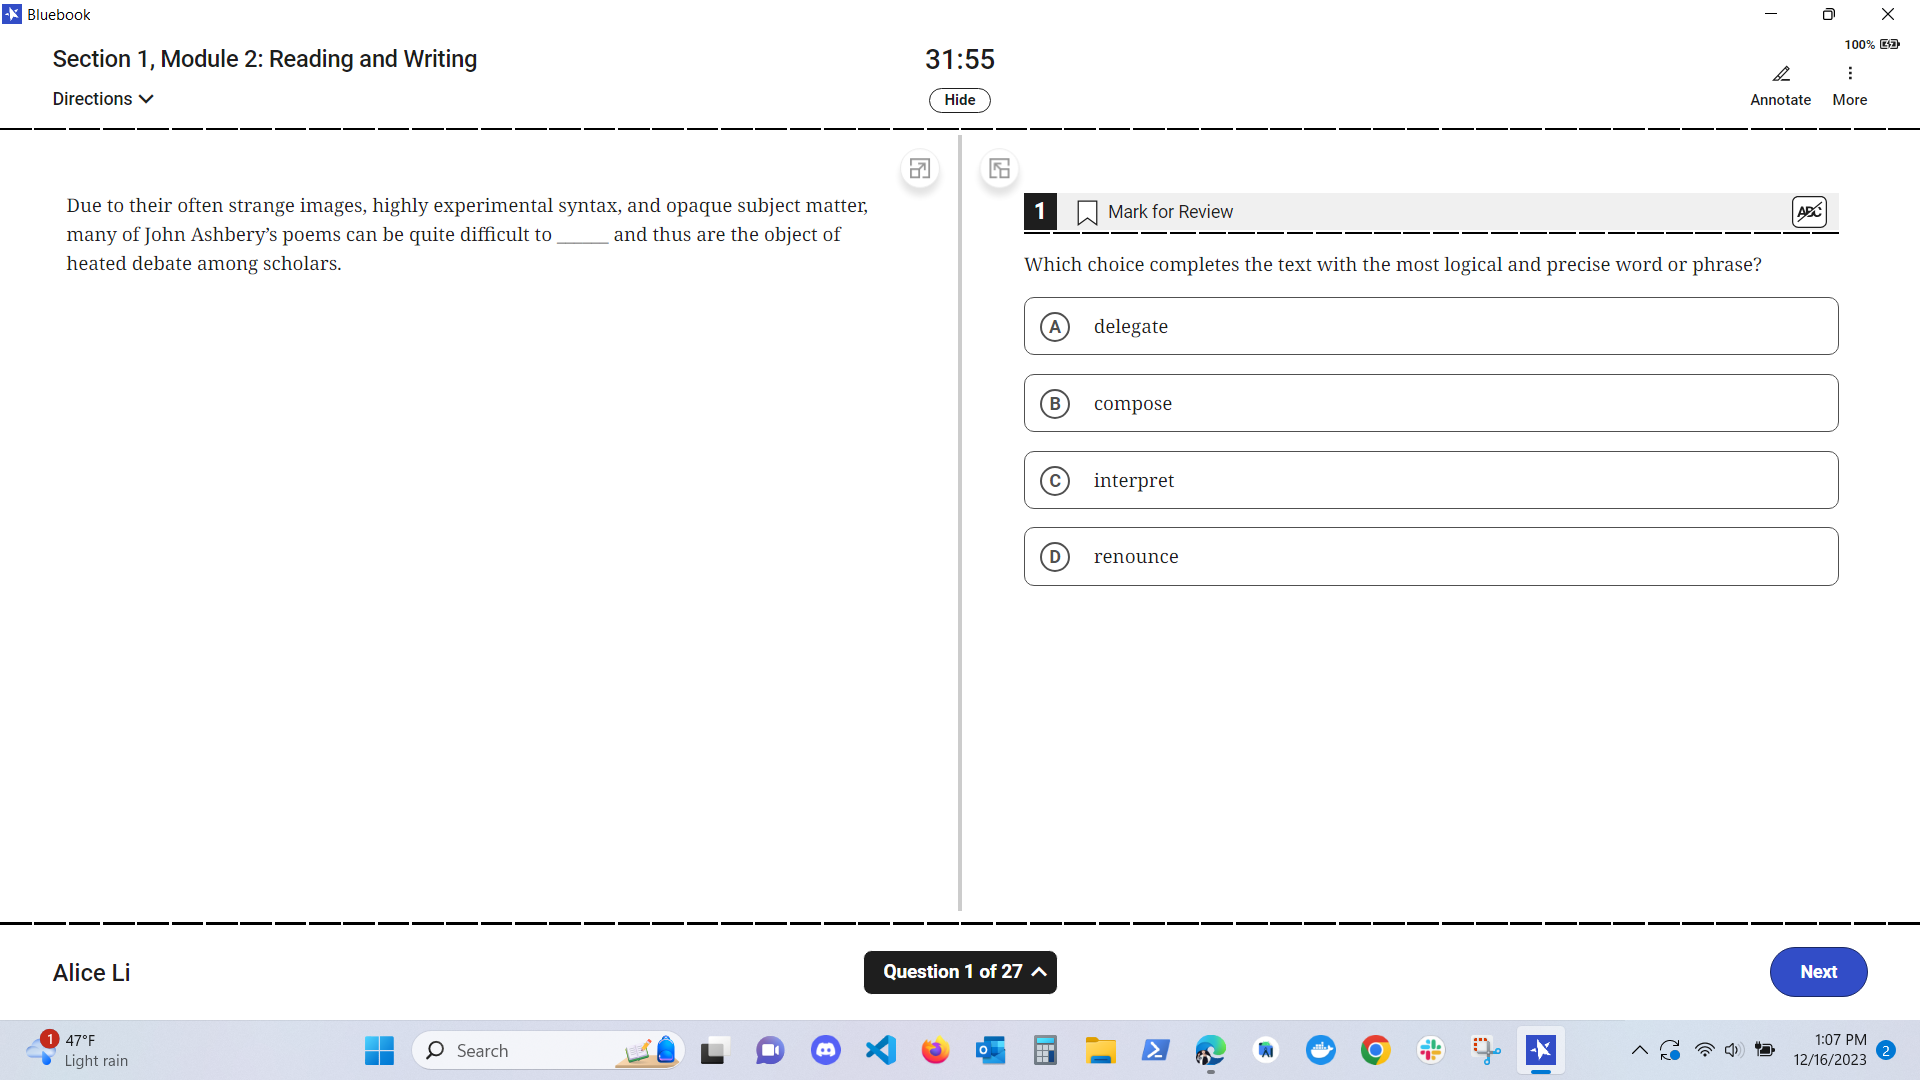 Bluebook
Section 1, Module 2: Reading and Writing
Directions
31:55
Hide
100%
Annotate
More
Due to their often strange images, highly experimental syntax, and opaque subject matter,
many of John Ashbery’s poems can be quite difficult to ______ and thus are the object of
heated debate among scholars.
1
Mark for Review
ABC
Which choice completes the text with the most logical and precise word or phrase?
A delegate
B compose
C interpret
D renounce
Alice Li
Question 1 of 27
Next
1
47°F
Light rain
Search
1:07 PM
12/16/2023
2